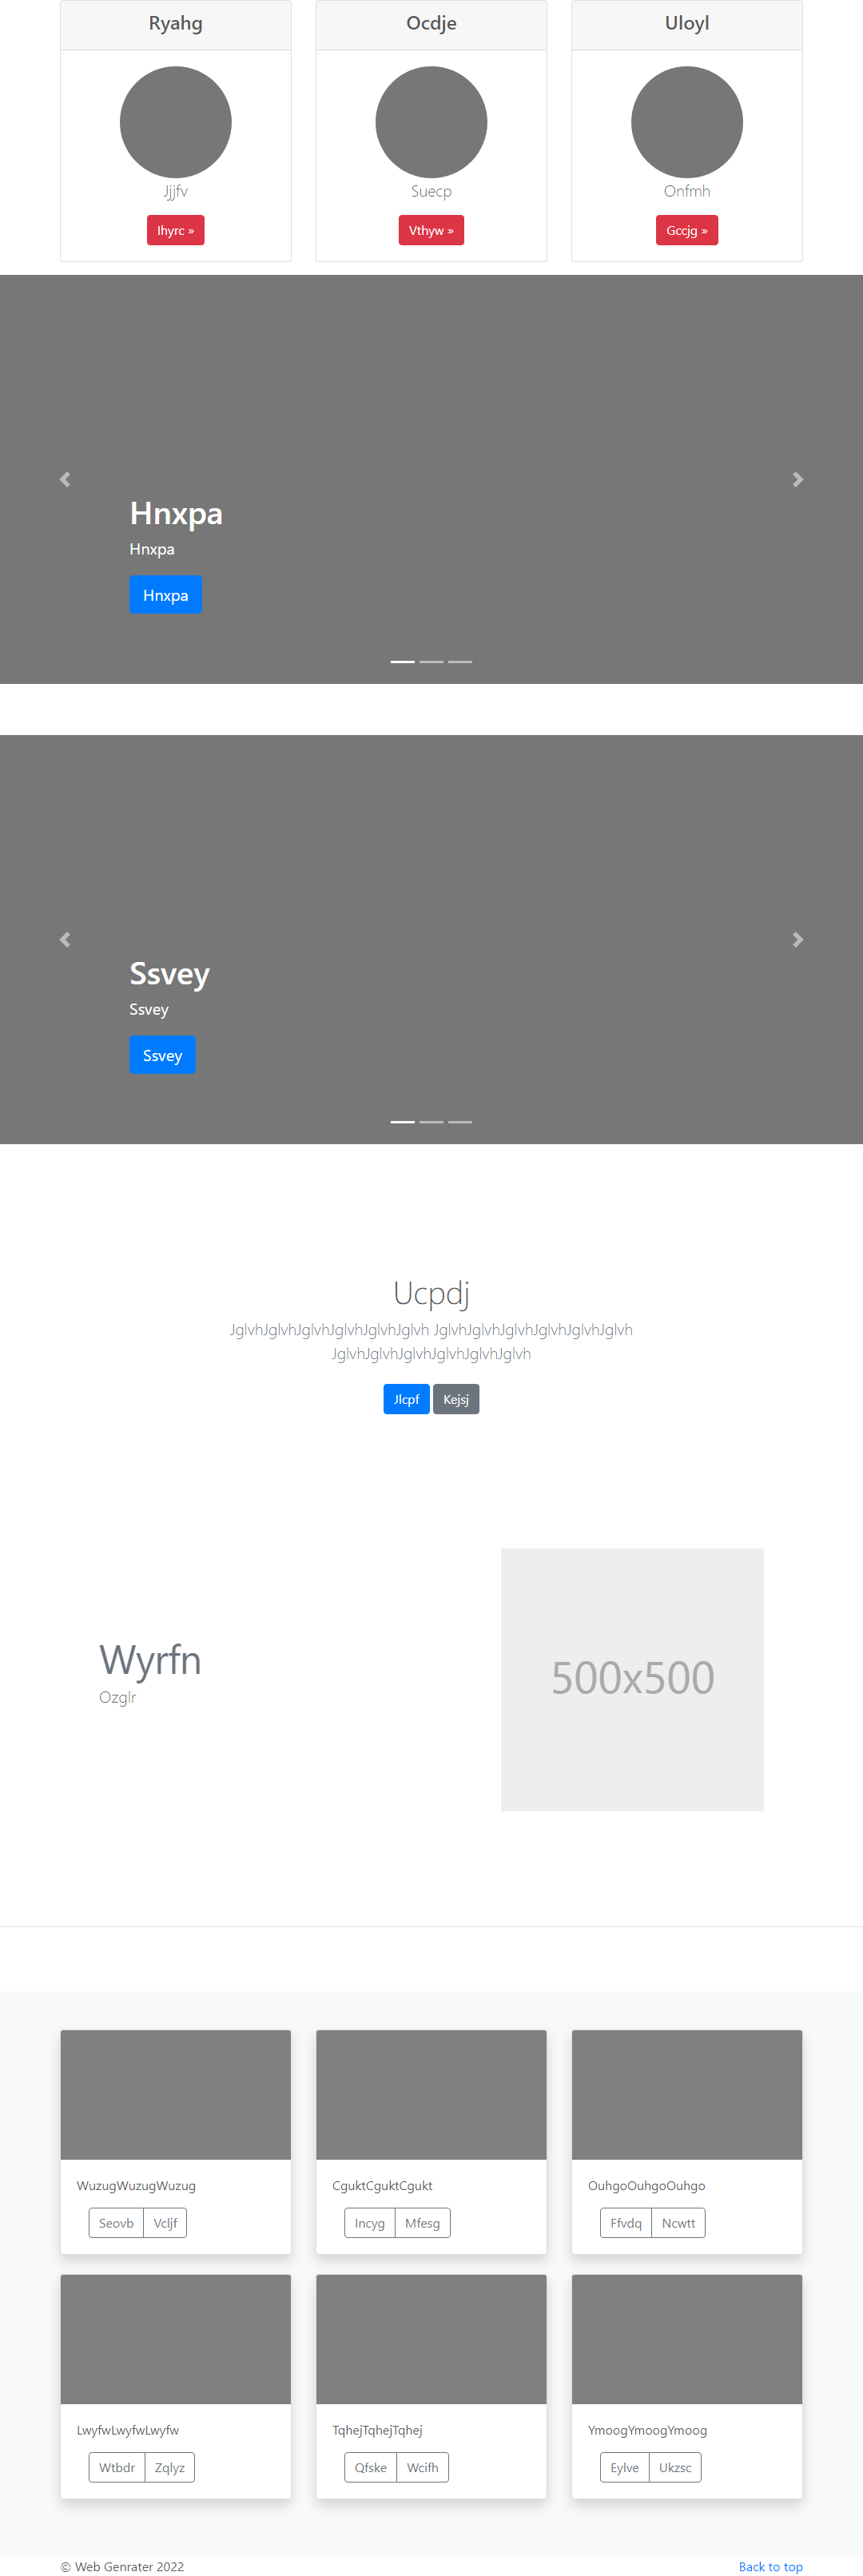 Ryahg
Ocdje
Uloyl
Jjjfv
Suecp
Onfmh
Ihyrc »
Vthyw »
Gccjg »
Hnxpa
Hnxpa
Hnxpa
Ssvey
Ssvey
Ssvey
Ucpdj
JglvhJglvhJglvhJglvhJglvhJglvh JglvhJglvhJglvhJglvhJglvhJglvh
JglvhJglvhJglvhJglvhJglvhJglvh
Jlcpf Kejsj
Wyrfn
Ozglr
500x500
WuzugWuzugWuzug
CguktCguktCgukt
OuhgoOuhgoOuhgo
Seovb Vcljf
Incyg Mfesg
Ffvdq Ncwtt
LwyfwLwyfwLwyfw
TqhejTqhejTqhej
YmoogYmoogYmoog
Wtbdr Zqlyz
Qfske Wcifh
Eylve Ukzsc
© Web Genrater 2022
Back to top